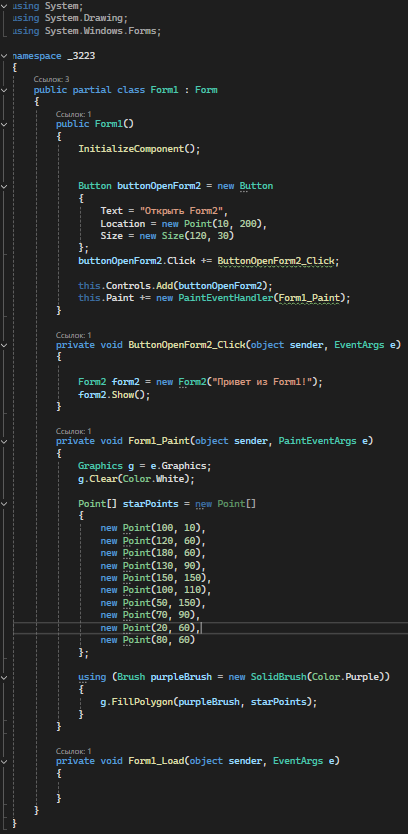 using System;
using System.Drawing;
using System.Windows.Forms;
namespace _3223
{
Ссылок: 3
public partial class Form1 : Form
{
Ссылок: 1
public Form1()
{
InitializeComponent();
Button buttonOpenForm2 = new Button
{
Text = "Открыть Form2",
Location = new Point(10, 200),
Size = new Size(120, 30)
};
buttonOpenForm2.Click += ButtonOpenForm2_Click;
this.Controls.Add(buttonOpenForm2);
this.Paint += new PaintEventHandler(Form1_Paint);
}
Ссылок: 1
private void ButtonOpenForm2_Click(object sender, EventArgs e)
{
Form2 form2 = new Form2("Привет из Form1!");
form2.Show();
}
Ссылок: 1
private void Form1_Paint(object sender, PaintEventArgs e)
{
Graphics g = e.Graphics;
g.Clear(Color.White);
Point[] starPoints = new Point[]
{
new Point(100, 10),
new Point(120, 60),
new Point(180, 60),
new Point(130, 90),
new Point(150, 150),
new Point(100, 110),
new Point(50, 150),
new Point(70, 90),
new Point(20, 60),
new Point(80, 60)
};
using (Brush purpleBrush = new SolidBrush(Color.Purple))
{
g.FillPolygon(purpleBrush, starPoints);
}
}
Ссылок: 1
private void Form1_Load(object sender, EventArgs e)
{
}
}
}